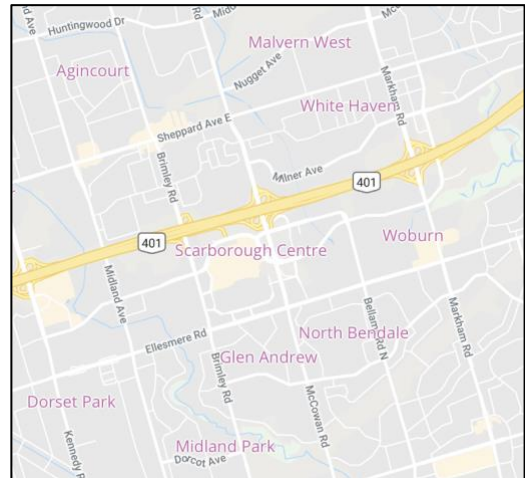 Huntingwood Dr
Malvern West
Agincourt
Nugget Ave
White Haven
Markham Rd
Sheppard Ave E
Brimley Rd
Milner Ave
401
401
Scarborough Centre
Woburn
Midland Ave
Ellesmere Rd
North Bendale
Bellamy Rd N
Markham Rd
Glen Andrew
Brimley Rd
McCowan Rd
Dorset Park
Midland Park
Dorcot Ave